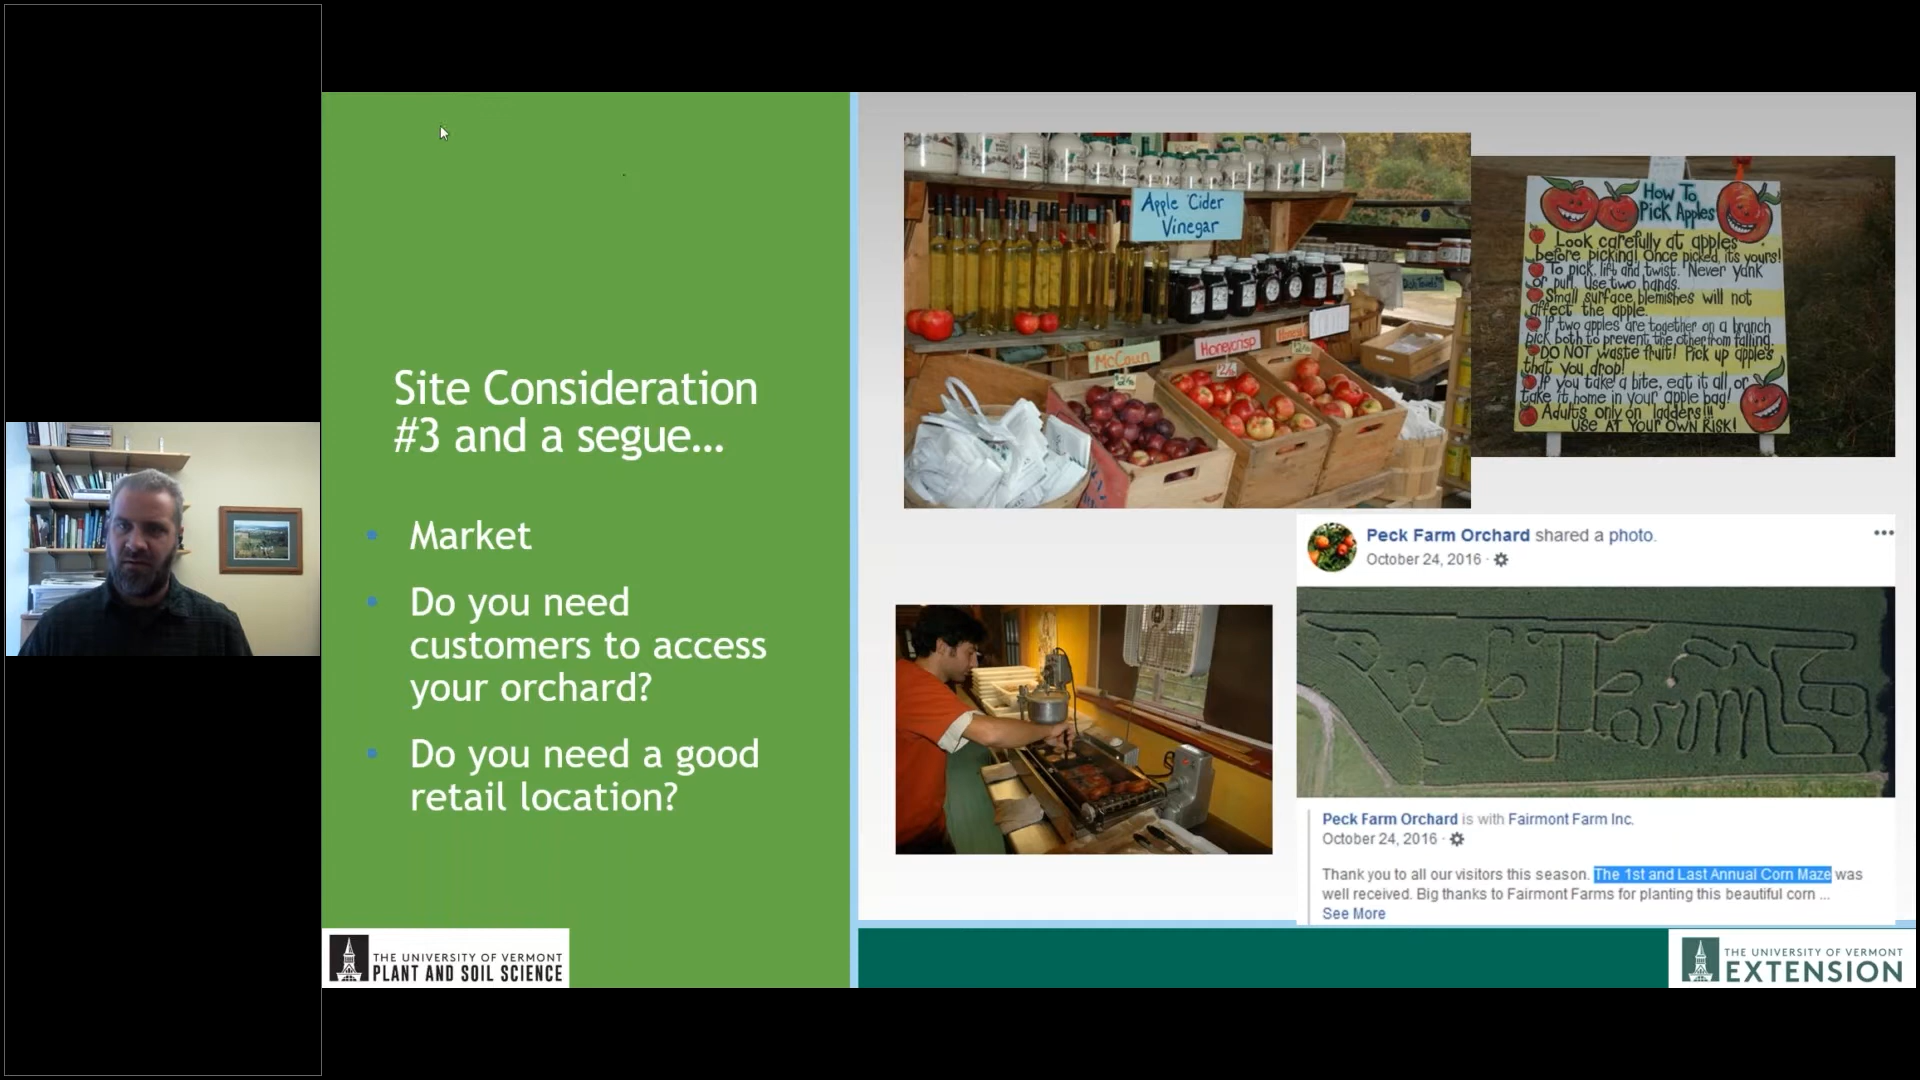 Site Consideration
#3 and a segue...
Market
Do you need
customers to access
your orchard?
Do you need a good
retail location?
THE UNIVERSITY OF VERMONT
PLANT AND SOIL SCIENCE
Apple Cider
Vinegar
McCoun
Honeycrisp
How To
Pick Apples
Look carefully at apples
before picking! Once picked, it's yours!
To pick, lift and twist. Never yank
or pull. Use two hands.
Small surface blemishes will not
affect the apple.
If two apples are together on a branch
pick both to prevent the other from falling.
DO NOT waste fruit! Pick up apples
that you drop!
If you take a bite, eat it all, or
take it home in your apple bag!
Adults only on ladders!!!
USE AT YOUR OWN RISK!
Peck Farm Orchard shared a photo.
October 24, 2016
Peck Farm
Peck Farm Orchard is with Fairmont Farm Inc.
October 24, 2016
Thank you to all our visitors this season. The 1st and Last Annual Corn Maze was
well received. Big thanks to Fairmont Farms for planting this beautiful corn ...
See More
THE UNIVERSITY OF VERMONT
EXTENSION